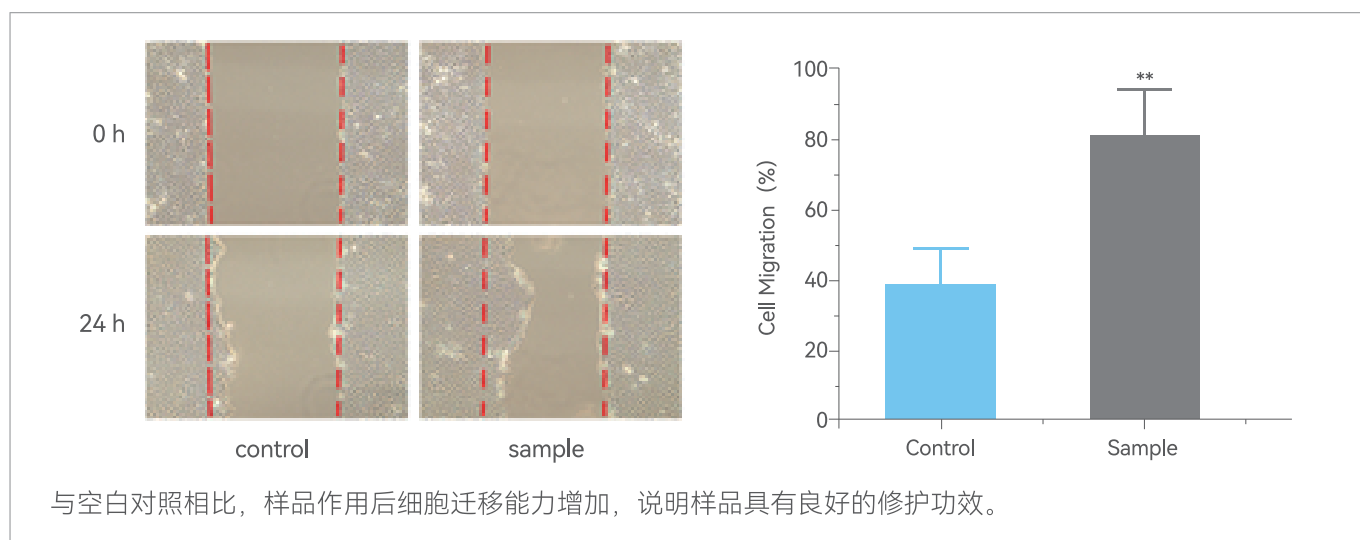 0 h
24 h
control
sample
Cell Migration (%)
100
80
60
40
20
0
**
Control
Sample
与空白对照相比，样品作用后细胞迁移能力增加，说明样品具有良好的修护功效。